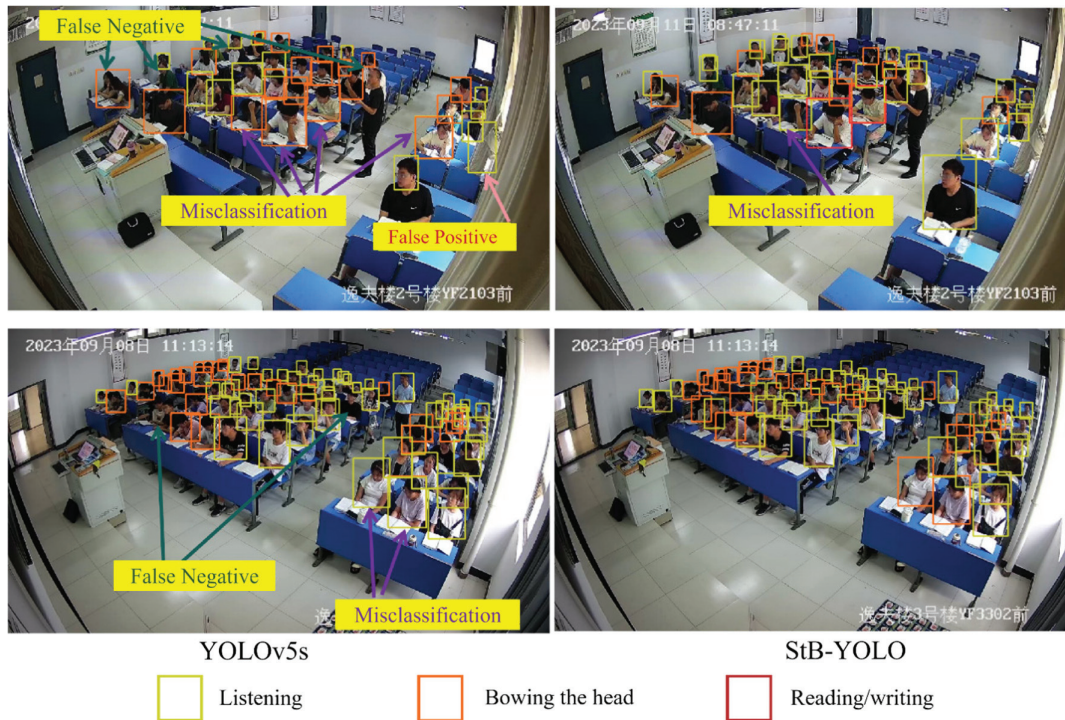 False Negative
Misclassification
False Positive
逸夫楼2号楼YF2103前
2023年09月11日 08:47:11
Misclassification
逸夫楼2号楼YF2103前
2023年09月08日 11:13:14
False Negative
Misclassification
2023年09月08日 11:13:14
逸夫楼3号楼YF3302前
YOLOv5s
StB-YOLO
Listening
Bowing the head
Reading/writing